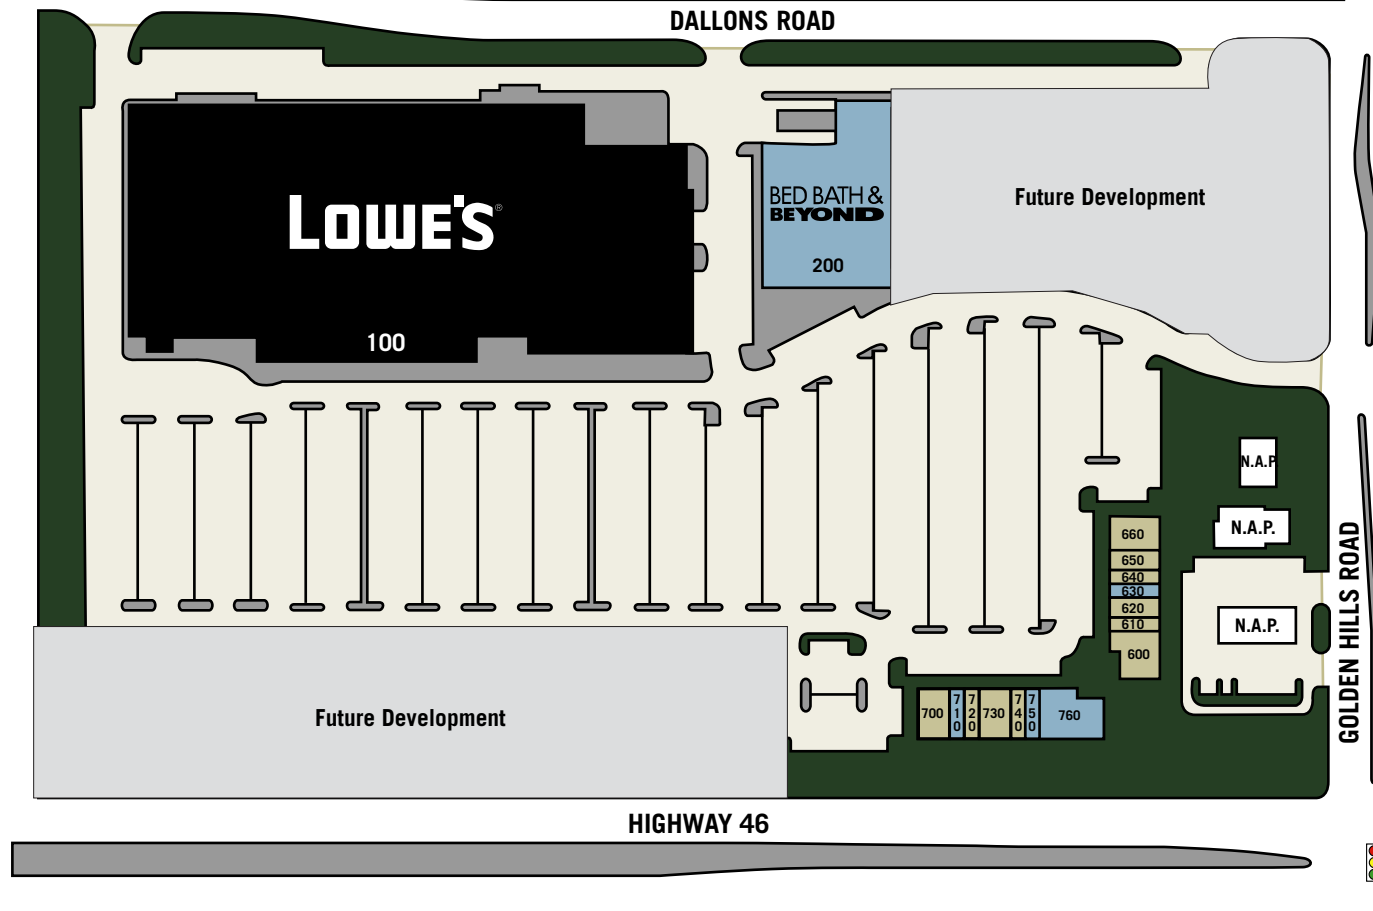 DALLONS ROAD
LOWE'S®
100
BED BATH &
BEYOND
200
Future Development
N.A.P
N.A.P.
N.A.P.
GOLDEN HILLS ROAD
660
650
640
630
620
610
600
700
710
720
730
740
750
760
Future Development
HIGHWAY 46